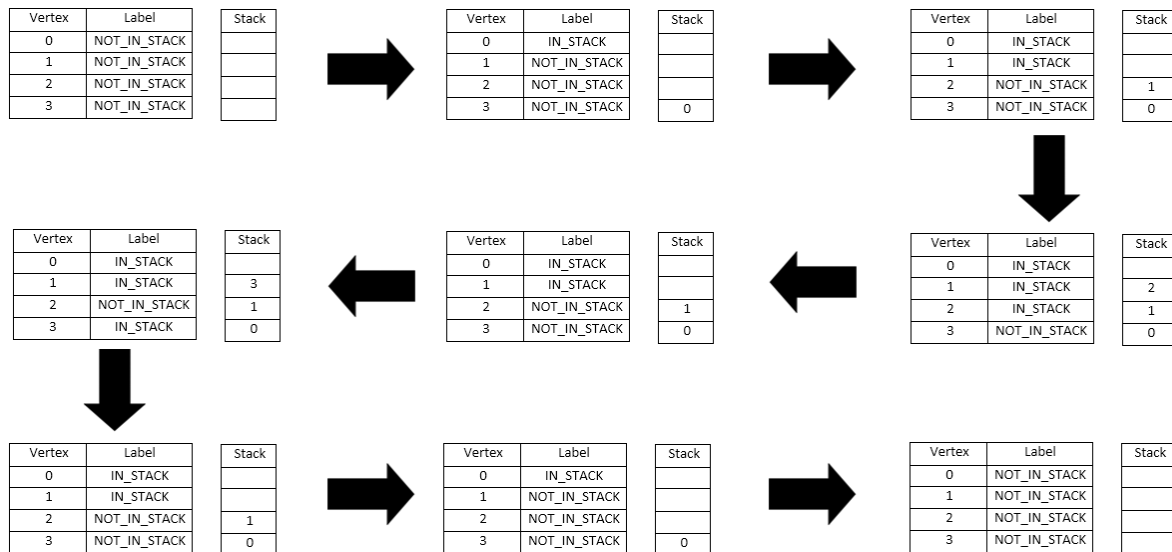 Vertex Label Stack
0 NOT_IN_STACK
1 NOT_IN_STACK
2 NOT_IN_STACK
3 NOT_IN_STACK
Vertex Label Stack
0 IN_STACK
1 NOT_IN_STACK
2 NOT_IN_STACK
3 NOT_IN_STACK 0
Vertex Label Stack
0 IN_STACK
1 IN_STACK
2 NOT_IN_STACK 1
3 NOT_IN_STACK 0
Vertex Label Stack
0 IN_STACK
1 IN_STACK 3
2 NOT_IN_STACK 1
3 IN_STACK 0
Vertex Label Stack
0 IN_STACK
1 IN_STACK
2 NOT_IN_STACK 1
3 NOT_IN_STACK 0
Vertex Label Stack
0 IN_STACK
1 IN_STACK 2
2 IN_STACK 1
3 NOT_IN_STACK 0
Vertex Label Stack
0 IN_STACK
1 IN_STACK
2 NOT_IN_STACK 1
3 NOT_IN_STACK 0
Vertex Label Stack
0 IN_STACK
1 NOT_IN_STACK
2 NOT_IN_STACK
3 NOT_IN_STACK 0
Vertex Label Stack
0 NOT_IN_STACK
1 NOT_IN_STACK
2 NOT_IN_STACK
3 NOT_IN_STACK